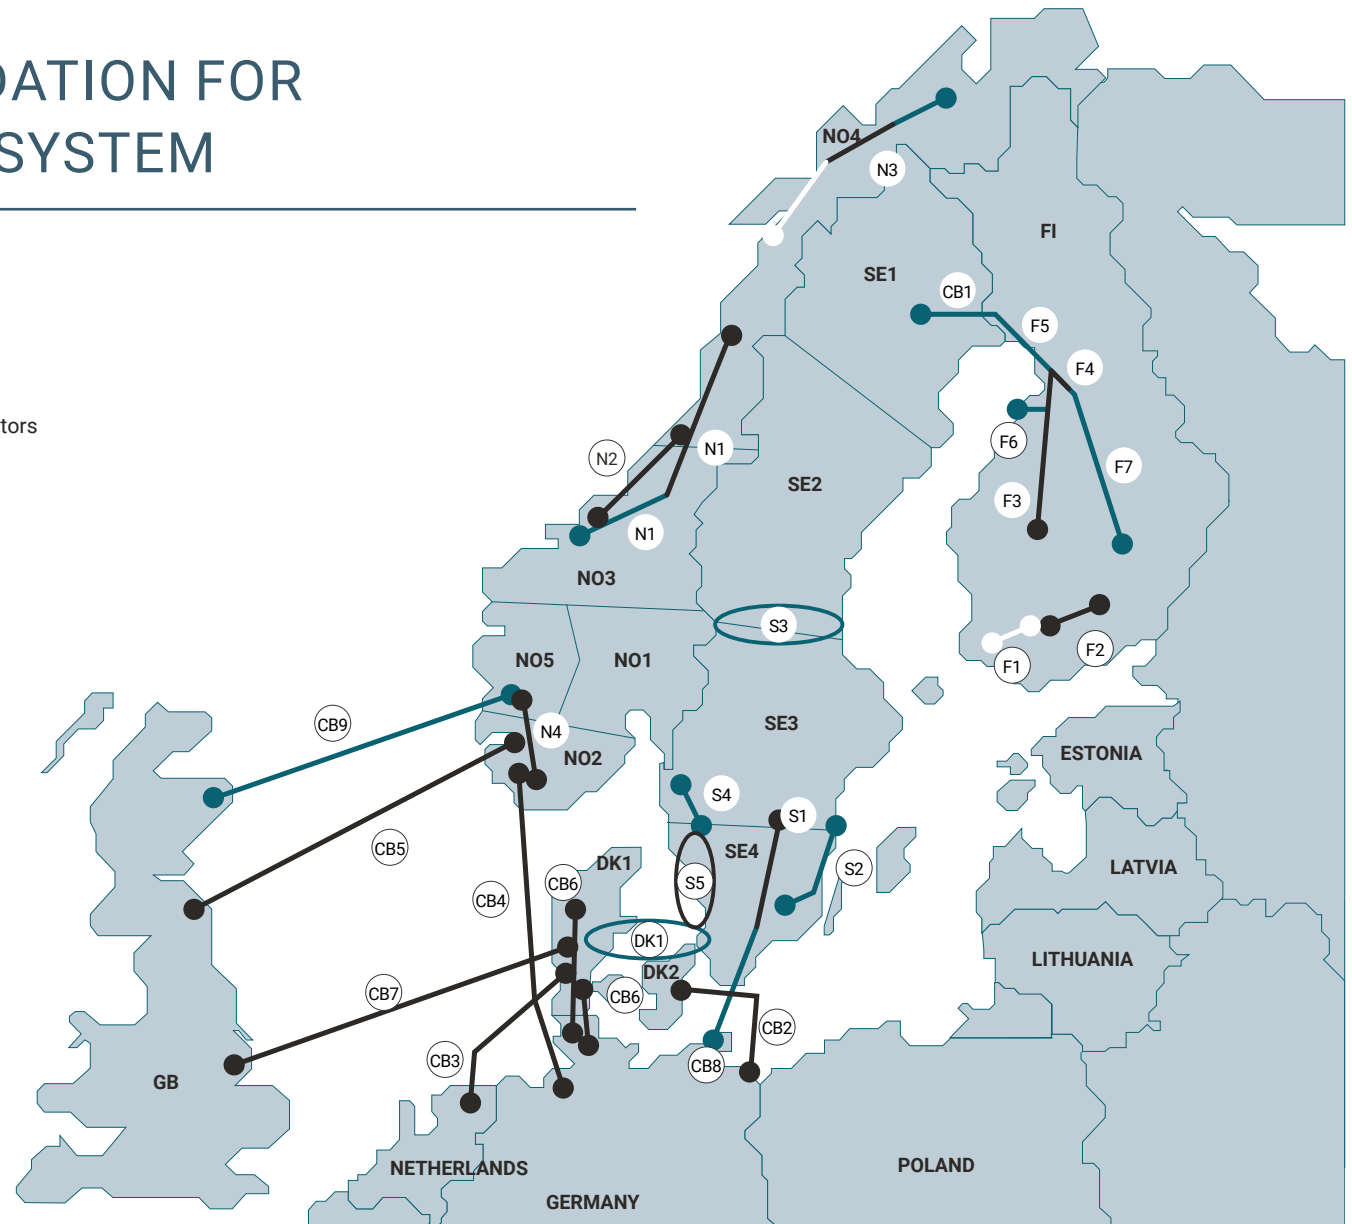 DATION FOR
SYSTEM
tors
NO4
N3
FI
SE1
CB1
F5
F4
F6
F7
F3
N2
N1
SE2
N1
NO3
S3
NO5
NO1
F1
F2
CB9
N4
NO2
SE3
ESTONIA
S4
S1
CB5
SE4
DK1
CB6
S5
S2
LATVIA
CB4
DK1
DK2
LITHUANIA
CB7
CB6
CB2
CB3
CB8
GB
NETHERLANDS
POLAND
GERMANY